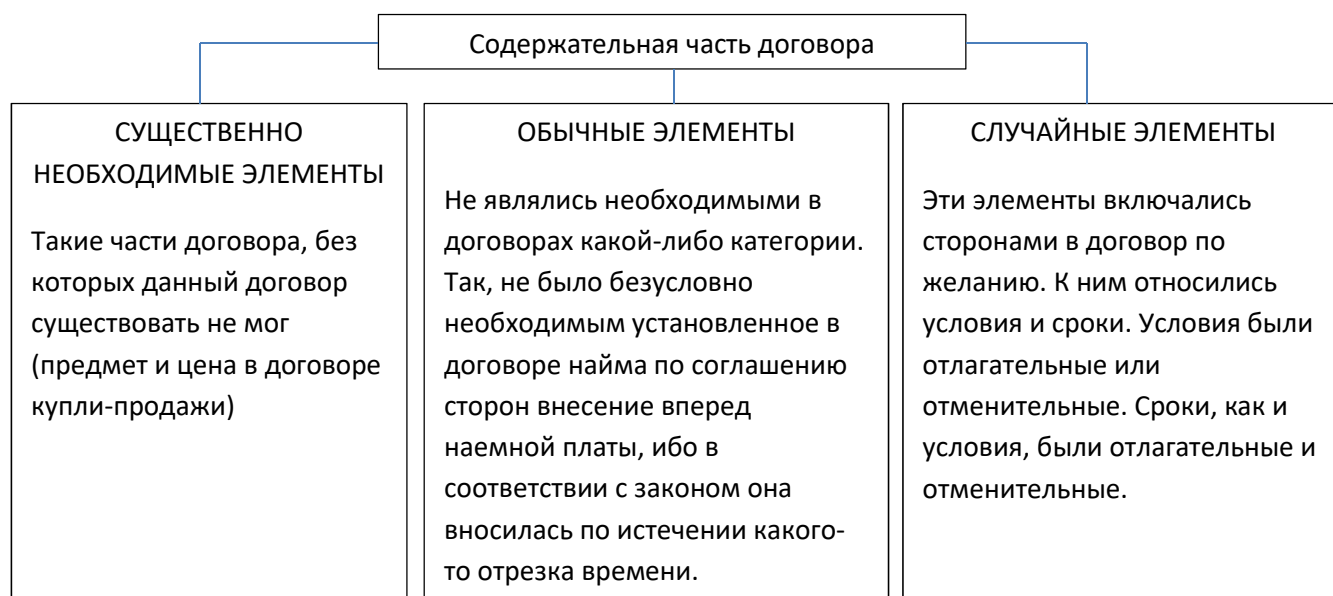 Содержательная часть договора
СУЩЕСТВЕННО
НЕОБХОДИМЫЕ ЭЛЕМЕНТЫ
Такие части договора, без
которых данный договор
существовать не мог
(предмет и цена в договоре
купли-продажи)
ОБЫЧНЫЕ ЭЛЕМЕНТЫ
Не являлись необходимыми в
договорах какой-либо категории.
Так, не было безусловно
необходимым установленное в
договоре найма по соглашению
сторон внесение вперед
наемной платы, ибо в
соответствии с законом она
вносилась по истечении какого-
то отрезка времени.
СЛУЧАЙНЫЕ ЭЛЕМЕНТЫ
Эти элементы включались
сторонами в договор по
желанию. К ним относились
условия и сроки. Условия были
отлагательные или
отменительные. Сроки, как и
условия, были отлагательные и
отменительные.